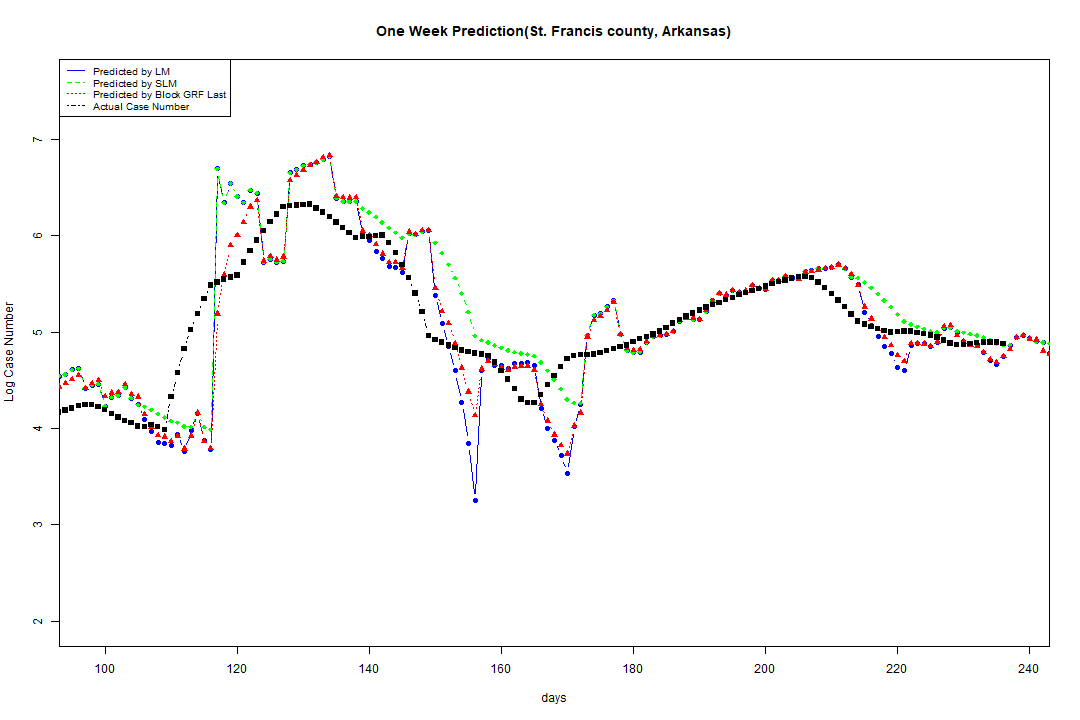 One Week Prediction(St. Francis county, Arkansas)
Predicted by LM
Predicted by SLM
Predicted by Block GRF Last
Actual Case Number
Log Case Number
7
6
5
4
3
2
100 120 140 160 180 200 220 240
days